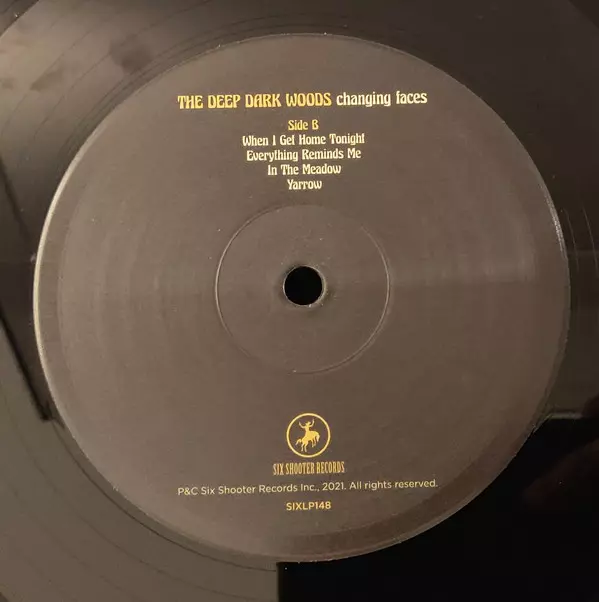 THE DEEP DARK WOODS changing faces
Side B
When I Get Home Tonight
Everything Reminds Me
In The Meadow
Yarrow
SIX SHOOTER RECORDS
P&C Six Shooter Records Inc., 2021. All rights reserved.
SIXLP148